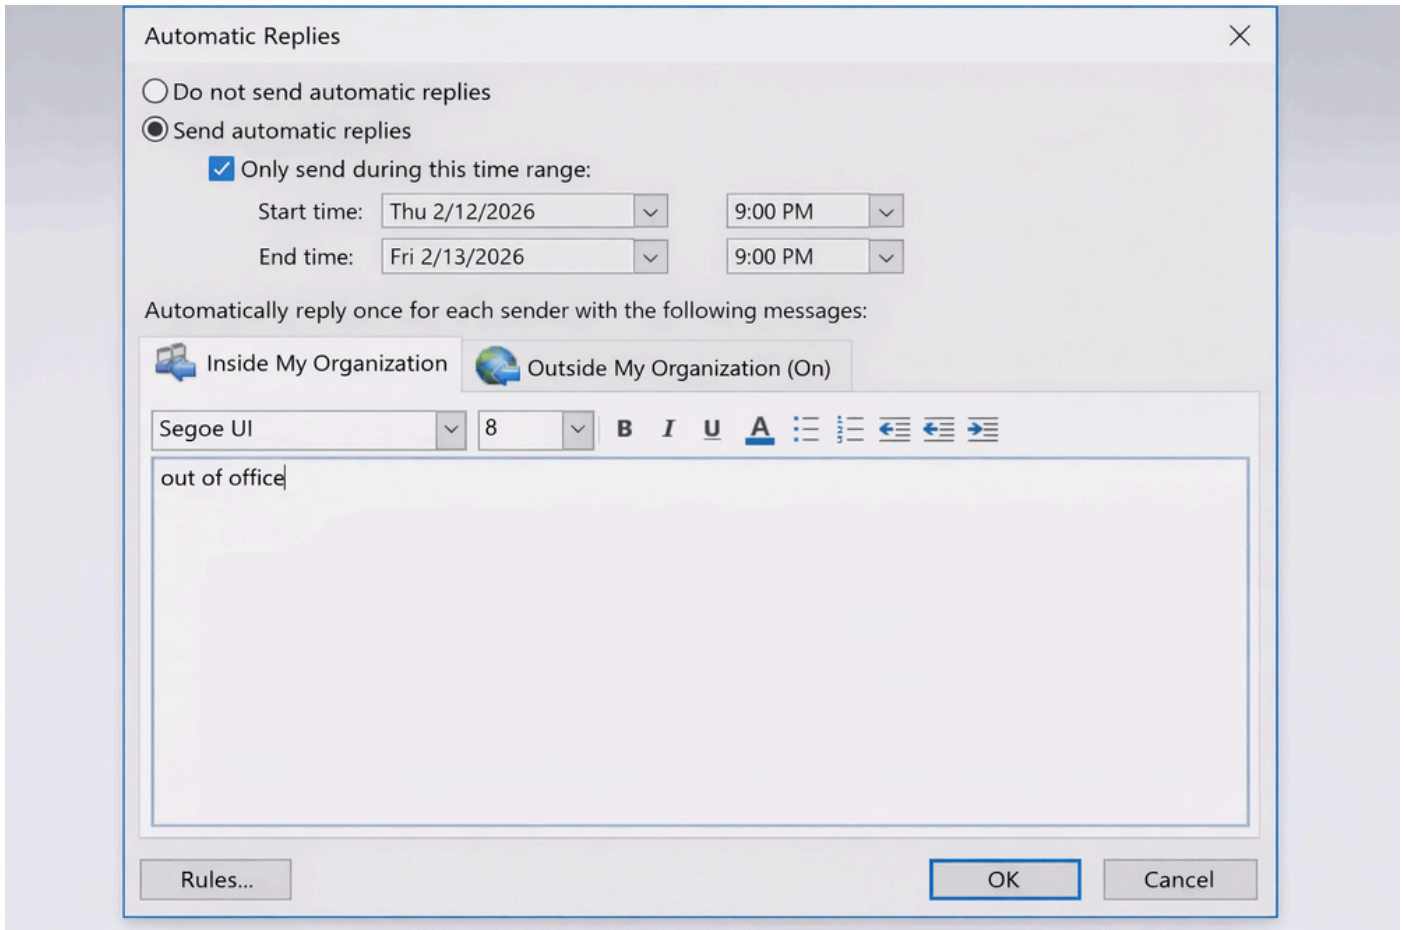 Automatic Replies
Do not send automatic replies
Send automatic replies
Only send during this time range:
Start time: Thu 2/12/2026 9:00 PM
End time: Fri 2/13/2026 9:00 PM
Automatically reply once for each sender with the following messages:
Inside My Organization Outside My Organization (On)
Segoe UI 8 B I U A
out of office
Rules... OK Cancel